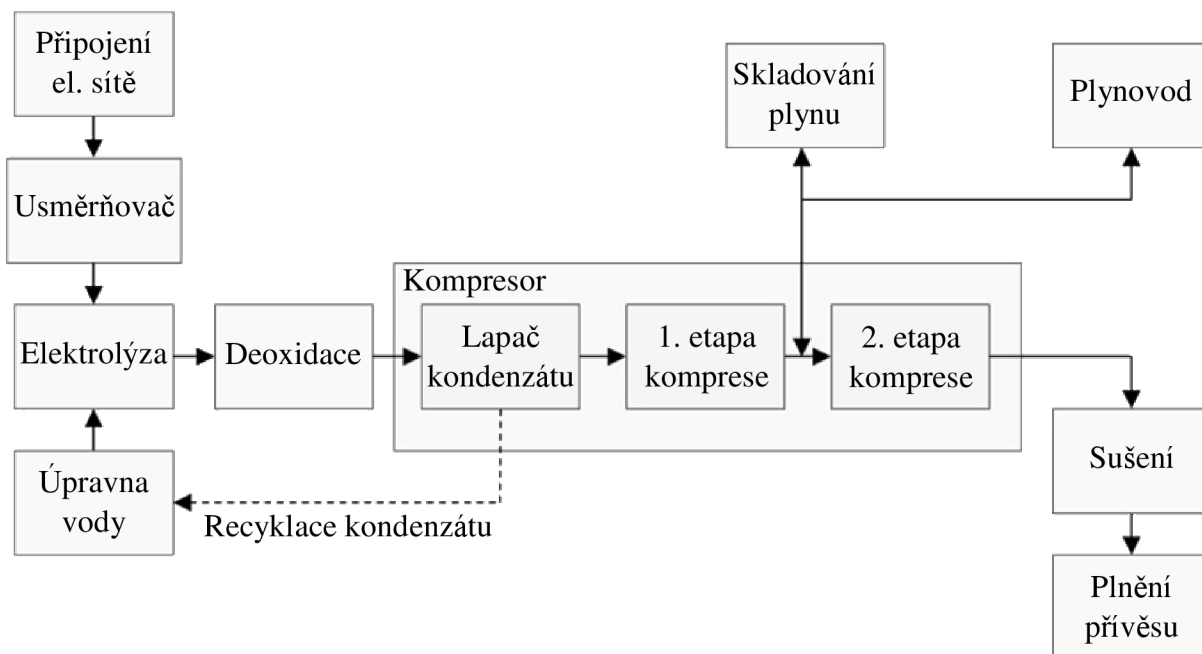 Připojení
el. sítě
Skladování
plynu
Plynovod
Usměrňovač
Kompresor
Elektrolýza
Deoxidace
Lapač
kondenzátu
1. etapa
komprese
2. etapa
komprese
Úpravna
vody
Recyklace kondenzátu
Sušení
Plnění
přívěsu